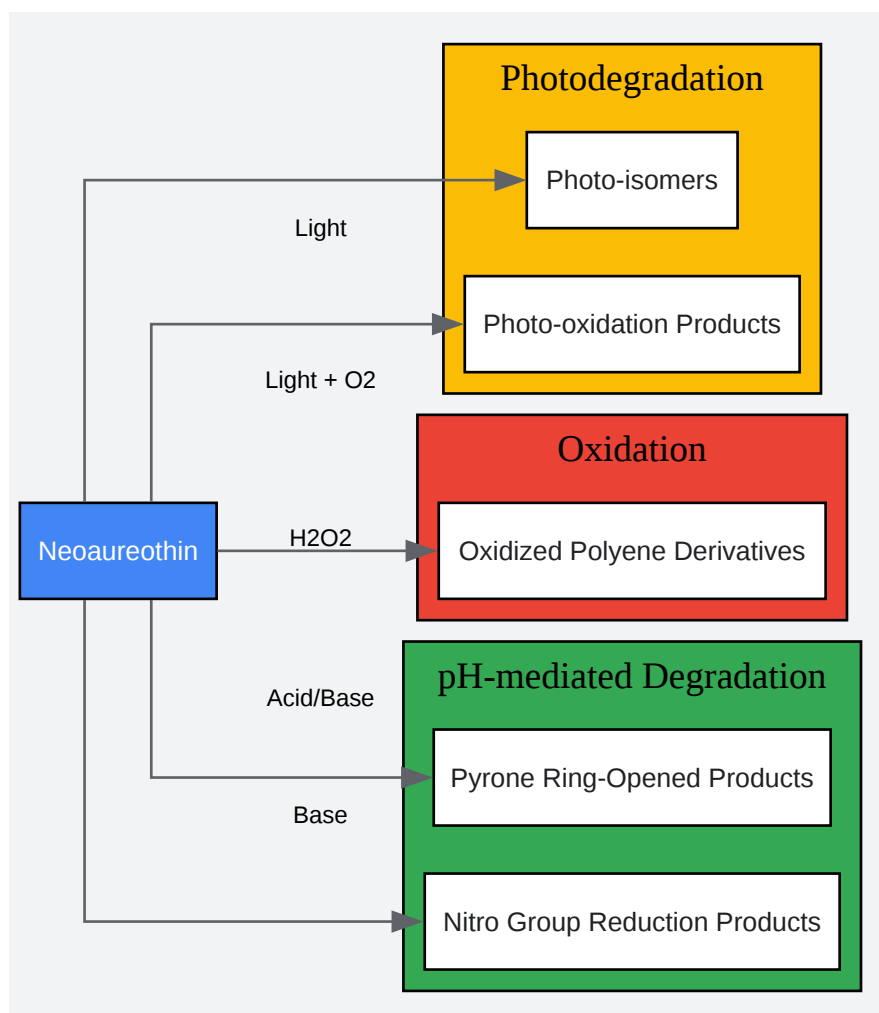 Photodegradation
Photo-isomers
Light
Photo-oxidation Products
Light + O2
Oxidation
Neoaureothin
H2O2
Oxidized Polyene Derivatives
pH-mediated Degradation
Acid/Base
Pyrone Ring-Opened Products
Base
Nitro Group Reduction Products